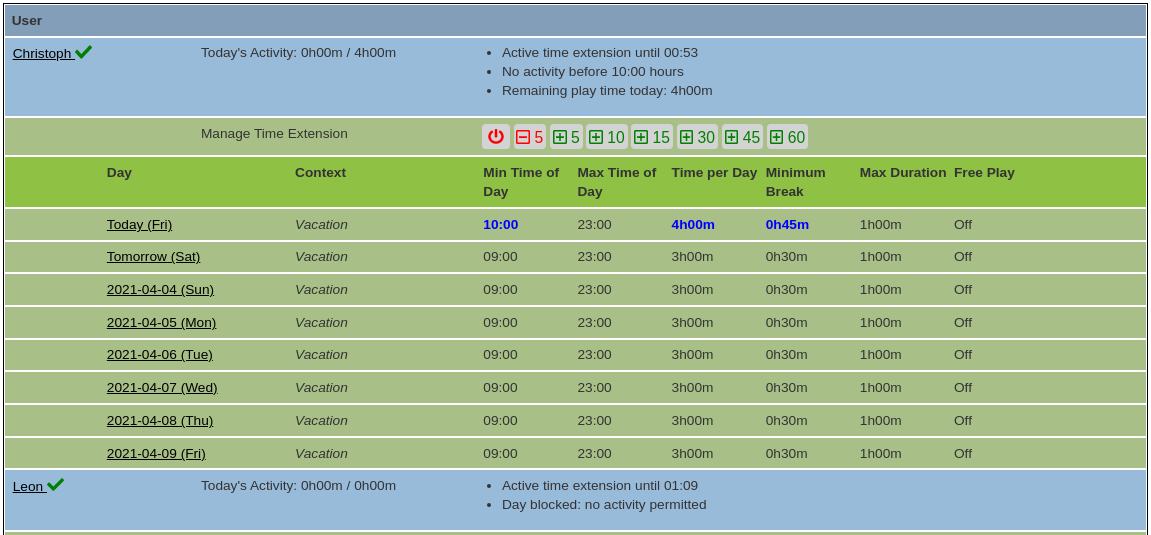 User
Christoph Today's Activity: 0h00m / 4h00m
• Active time extension until 00:53
• No activity before 10:00 hours
• Remaining play time today: 4h00m
Manage Time Extension 5 5 10 15 30 45 60
Day Context Min Time of Day Max Time of Day Time per Day Minimum Break Max Duration Free Play
Today (Fri) Vacation 10:00 23:00 4h00m 0h45m 1h00m Off
Tomorrow (Sat) Vacation 09:00 23:00 3h00m 0h30m 1h00m Off
2021-04-04 (Sun) Vacation 09:00 23:00 3h00m 0h30m 1h00m Off
2021-04-05 (Mon) Vacation 09:00 23:00 3h00m 0h30m 1h00m Off
2021-04-06 (Tue) Vacation 09:00 23:00 3h00m 0h30m 1h00m Off
2021-04-07 (Wed) Vacation 09:00 23:00 3h00m 0h30m 1h00m Off
2021-04-08 (Thu) Vacation 09:00 23:00 3h00m 0h30m 1h00m Off
2021-04-09 (Fri) Vacation 09:00 23:00 3h00m 0h30m 1h00m Off
Leon Today's Activity: 0h00m / 0h00m
• Active time extension until 01:09
• Day blocked: no activity permitted